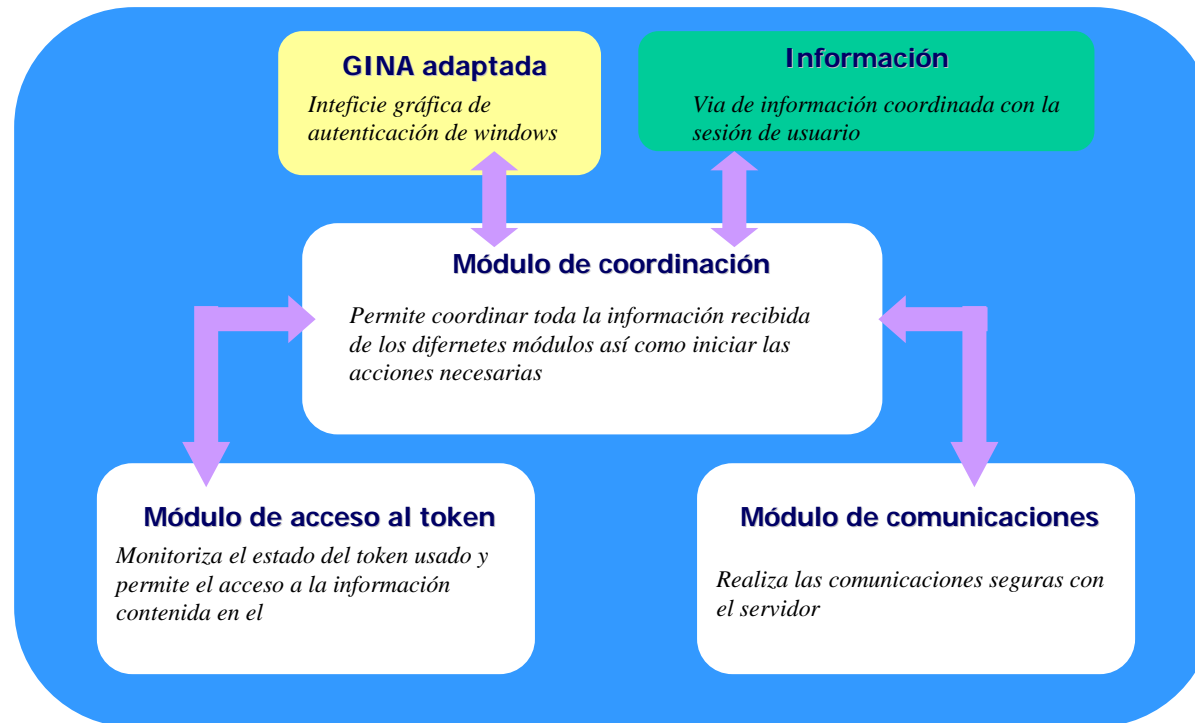 GINA adaptada
Inteficie gráfica de
autenticación de windows
Información
Via de información coordinada con la
sesión de usuario
Módulo de coordinación
Permite coordinar toda la información recibida
de los difernetes módulos así como iniciar las
acciones necesarias
Módulo de acceso al token
Monitoriza el estado del token usado y
permite el acceso a la información
contenida en el
Módulo de comunicaciones
Realiza las comunicaciones seguras con
el servidor